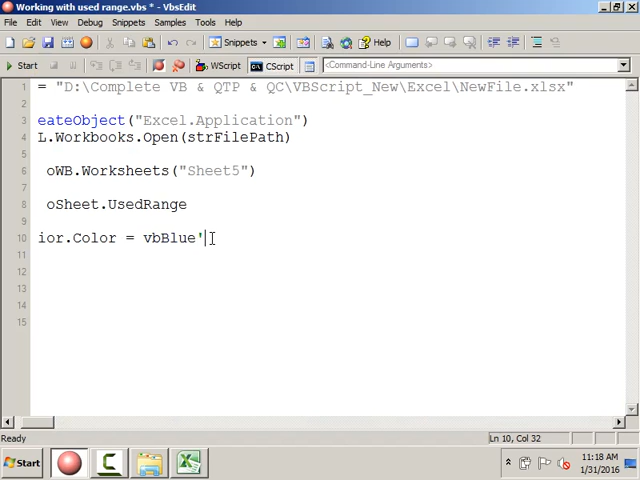 Working with used range.vbs * - VbsEdit
File Edit View Debug Snippets Samples Tools Help
Snippets Help
Start WScript CScript <Command-Line Arguments>
1 = "D:\Complete VB & QTP & QC\VBScript_New\Excel\NewFile.xlsx"
2
3 eateObject("Excel.Application")
4 L.Workbooks.Open(strFilePath)
5
6 oWB.Worksheets("Sheet5")
7
8 oSheet.UsedRange
9
10 ior.Color = vbBlue'
11
12
13
14
15
Ready Ln 10, Col 32
Start 11:18 AM
1/31/2016